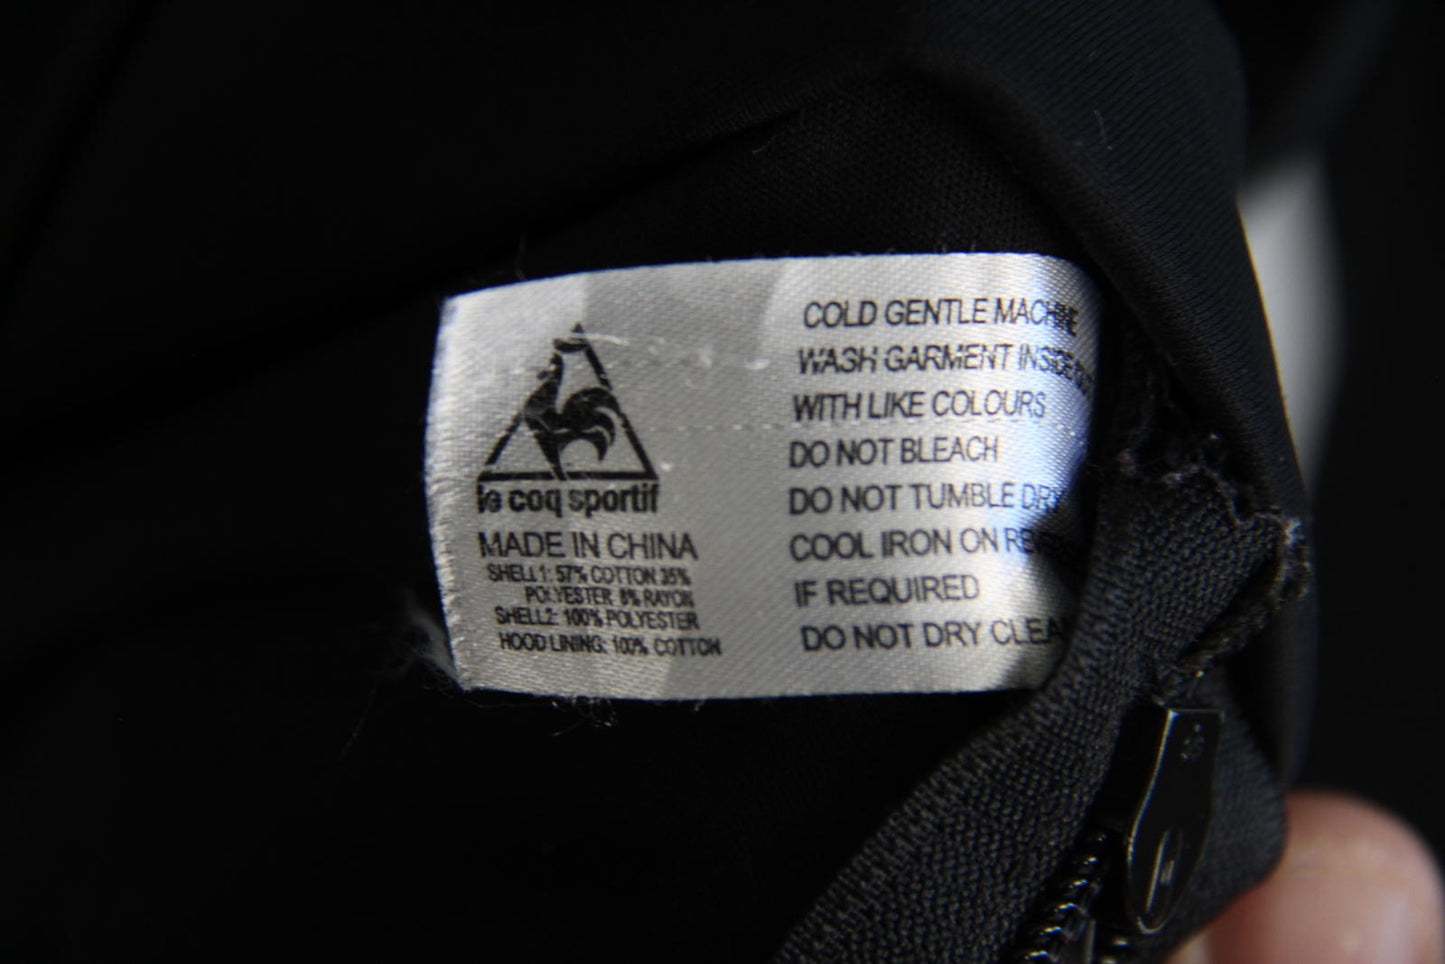 le coq sportif
MADE IN CHINA
SHELL1: 57% COTTON 35%
POLYESTER 8% RAYON
SHELL2: 100% POLYESTER
HOOD LINING: 100% COTTON
COLD GENTLE MACHINE
WASH GARMENT INSIDE
WITH LIKE COLOURS
DO NOT BLEACH
DO NOT TUMBLE DRY
COOL IRON ON
IF REQUIRED
DO NOT DRY CLEA